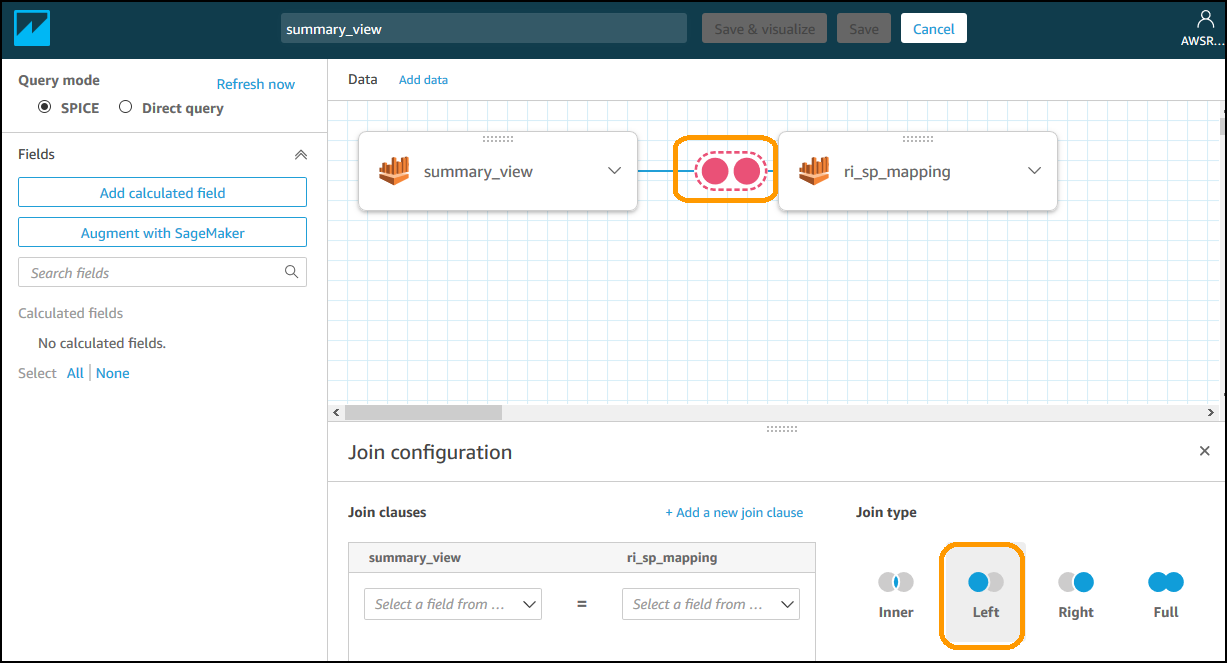 summary_view
Save & visualize
Save
Cancel
AWSR...
Query mode
Refresh now
SPICE
Direct query
Fields
Add calculated field
Augment with SageMaker
Search fields
Calculated fields
No calculated fields.
Select All | None
Data
Add data
summary_view
ri_sp_mapping
Join configuration
Join clauses
+ Add a new join clause
summary_view
ri_sp_mapping
Select a field from ...
=
Select a field from ...
Join type
Inner
Left
Right
Full